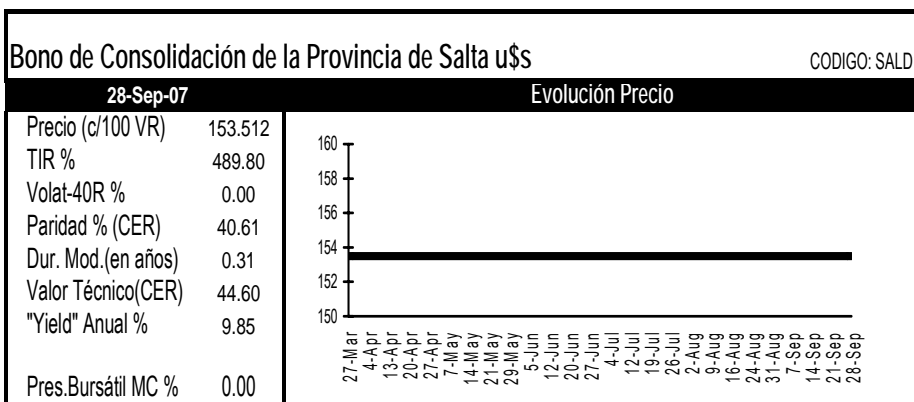 Bono de Consolidación de la Provincia de Salta u$s CODIGO: SALD
28-Sep-07 Evolución Precio
Precio (c/100 VR) 153.512
TIR % 489.80
Volat-40R % 0.00
Paridad % (CER) 40.61
Dur. Mod.(en años) 0.31
Valor Técnico(CER) 44.60
"Yield" Anual % 9.85
Pres.Bursátil MC % 0.00
160
158
156
154
152
150
27-Mar
4-Apr
13-Apr
20-Apr
27-Apr
7-May
14-May
21-May
29-May
5-Jun
12-Jun
20-Jun
27-Jun
4-Jul
12-Jul
19-Jul
26-Jul
2-Aug
9-Aug
16-Aug
24-Aug
31-Aug
7-Sep
14-Sep
21-Sep
28-Sep